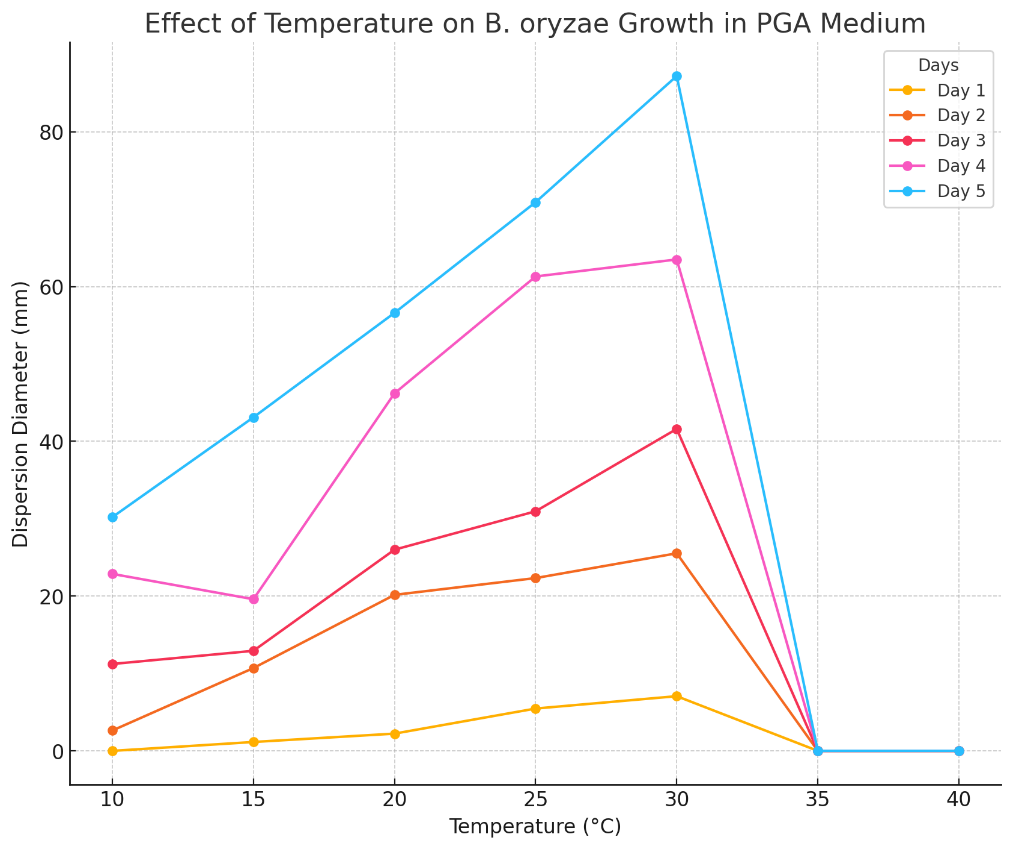 Effect of Temperature on B. oryzae Growth in PGA Medium
Days
Day 1
Day 2
Day 3
Day 4
Day 5
Dispersion Diameter (mm)
80
60
40
20
0
10 15 20 25 30 35 40
Temperature (°C)